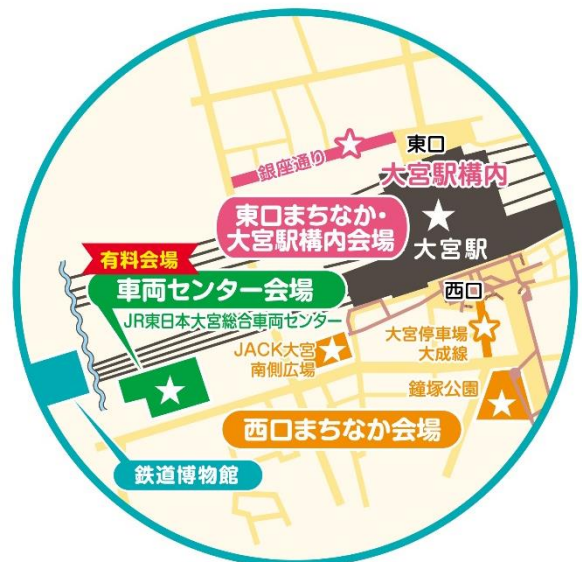 東口
大宮駅構内
銀座通り
東口まちなか・
大宮駅構内会場
大宮駅
有料会場
車両センター会場
JR東日本大宮総合車両センター
西口
大宮停車場
大成線
JACK大宮
南側広場
鐘塚公園
西口まちなか会場
鉄道博物館